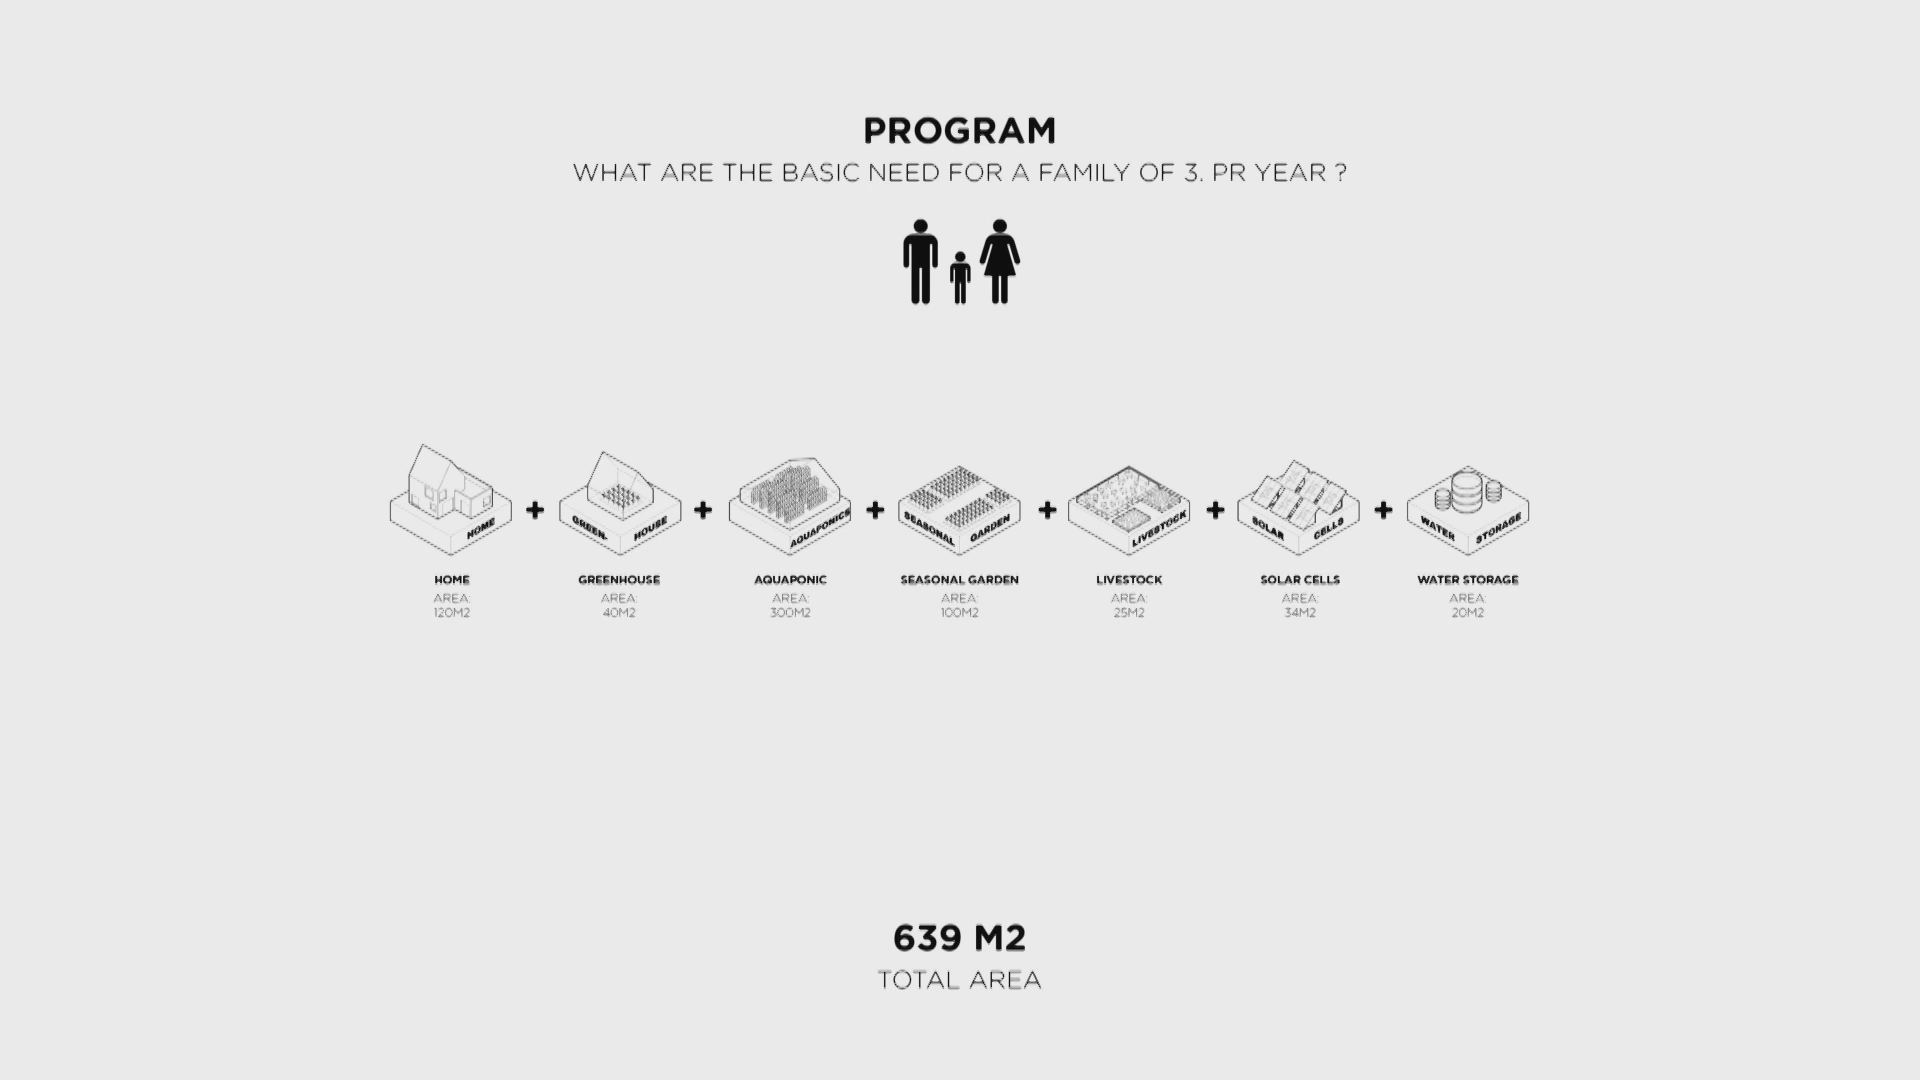 PROGRAM
WHAT ARE THE BASIC NEED FOR A FAMILY OF 3. PR YEAR ?
HOME
GREEN-
HOUSE
AQUAPONICS
SEASONAL
GARDEN
LIVESTOCK
SOLAR
CELLS
WATER
STORAGE
HOME
AREA:
120M2
GREENHOUSE
AREA:
40M2
AQUAPONIC
AREA:
300M2
SEASONAL GARDEN
AREA:
100M2
LIVESTOCK
AREA:
25M2
SOLAR CELLS
AREA:
34M2
WATER STORAGE
AREA:
20M2
639 M2
TOTAL AREA